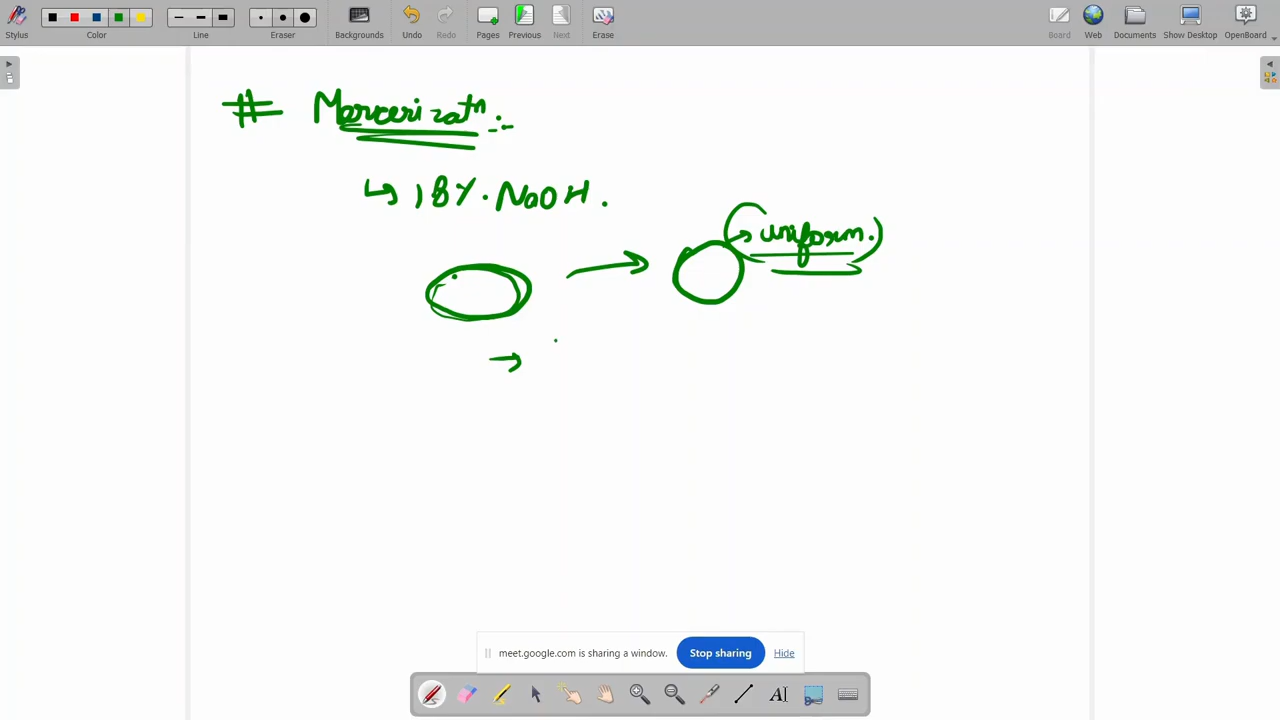 Stylus Color Line Eraser Backgrounds Undo Redo Pages Previous Next Erase Board Web Documents Show Desktop OpenBoard
# Mercerizatn :-
↳ 18%. NaOH.
(→ uniform.)
→
→
meet.google.com is sharing a window. Stop sharing Hide
AI